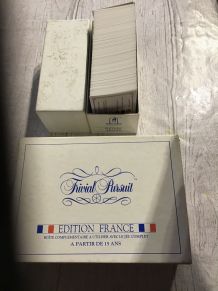 Trivial Pursuit
EDITION FRANCE
BOITE COMPLEMENTAIRE A UTILISER AVEC LE JEU COMPLET
A PARTIR DE 15 ANS